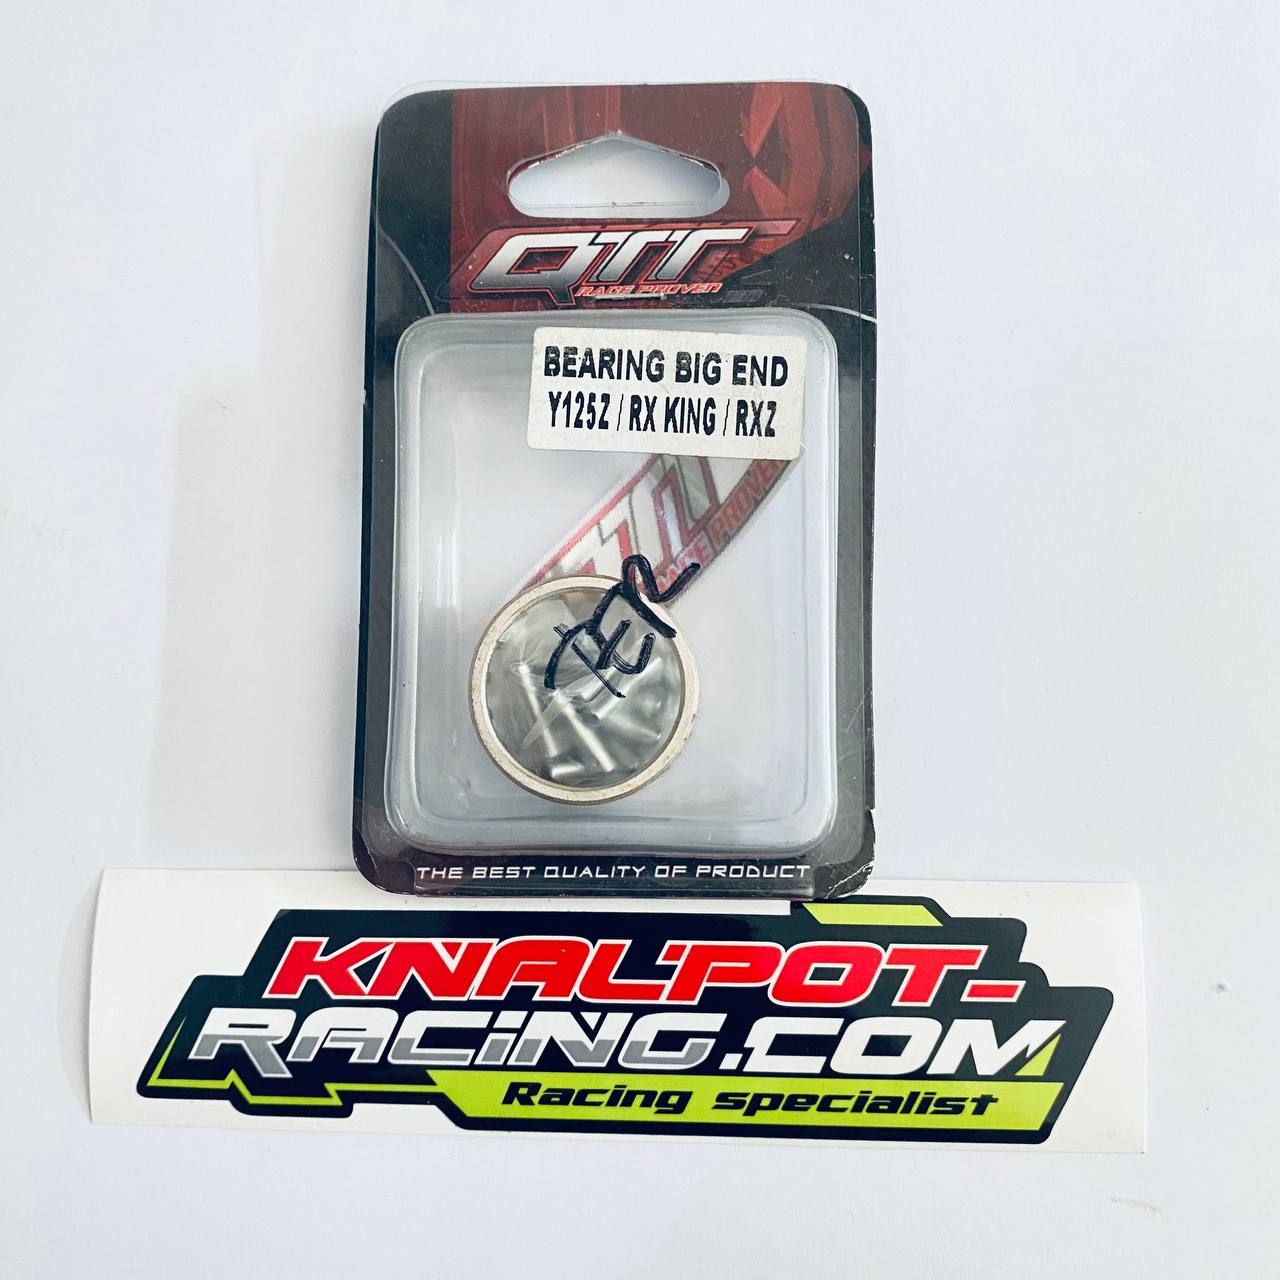 QTT
RACE PROVEN
BEARING BIG END
Y125Z / RX KING / RXZ
THE BEST QUALITY OF PRODUCT
KNALPOT-
RACING.COM
Racing specialist